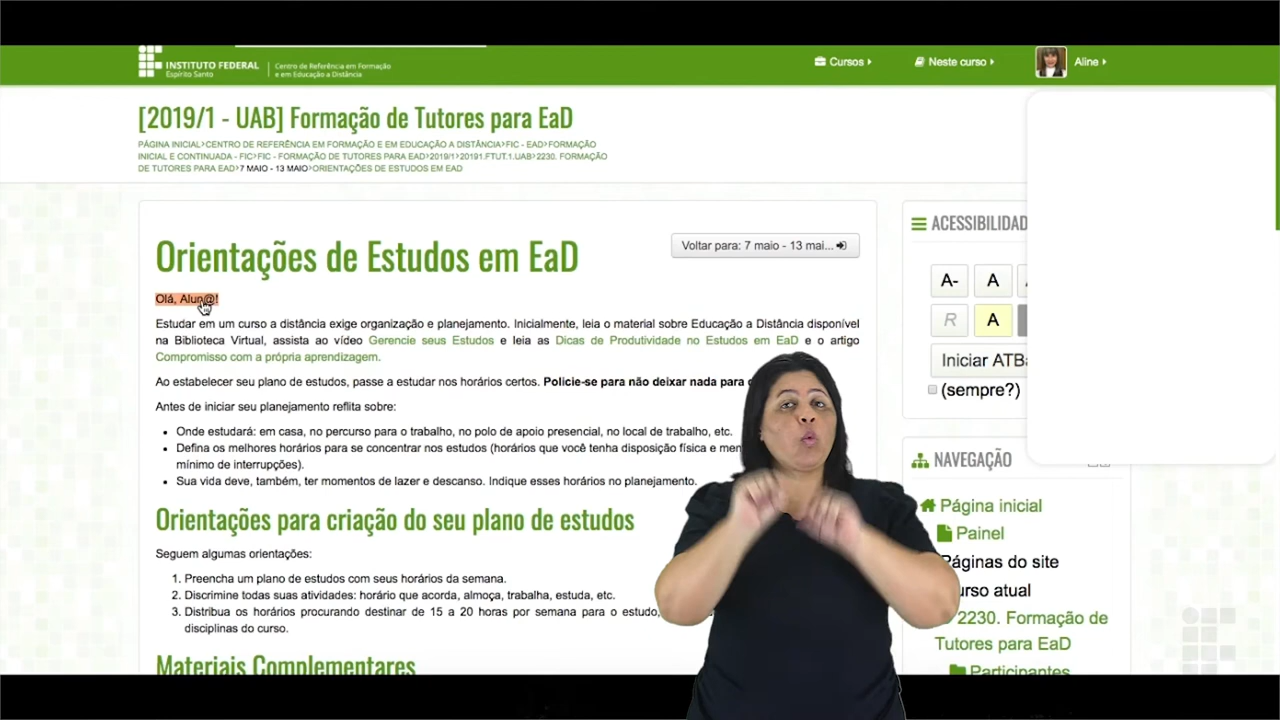 INSTITUTO FEDERAL
Espírito Santo
Centro de Referência em Formação
e em Educação a Distância
Cursos
Neste curso
Aline
[2019/1 - UAB] Formação de Tutores para EaD
PÁGINA INICIAL>CENTRO DE REFERÊNCIA EM FORMAÇÃO E EM EDUCAÇÃO A DISTÂNCIA>FIC - EAD>FORMAÇÃO
INICIAL E CONTINUADA - FIC>FIC - FORMAÇÃO DE TUTORES PARA EAD>2019/1>20191.FTUT.1.UAB>2230. FORMAÇÃO
DE TUTORES PARA EAD>7 MAIO - 13 MAIO>ORIENTAÇÕES DE ESTUDOS EM EAD
Orientações de Estudos em EaD
Voltar para: 7 maio - 13 mai...
Olá, Alun@!
Estudar em um curso a distância exige organização e planejamento. Inicialmente, leia o material sobre Educação a Distância disponível
na Biblioteca Virtual, assista ao vídeo Gerencie seus Estudos e leia as Dicas de Produtividade no Estudos em EaD e o artigo
Compromisso com a própria aprendizagem.
Ao estabelecer seu plano de estudos, passe a estudar nos horários certos. Policie-se para não deixar nada para
Antes de iniciar seu planejamento reflita sobre:
Onde estudará: em casa, no percurso para o trabalho, no polo de apoio presencial, no local de trabalho, etc.
Defina os melhores horários para se concentrar nos estudos (horários que você tenha disposição física e
mínimo de interrupções).
Sua vida deve, também, ter momentos de lazer e descanso. Indique esses horários no planejamento.
Orientações para criação do seu plano de estudos
Seguem algumas orientações:
1. Preencha um plano de estudos com seus horários da semana.
2. Discrimine todas suas atividades: horário que acorda, almoça, trabalha, estuda, etc.
3. Distribua os horários procurando destinar de 15 a 20 horas por semana para o estudo,
disciplinas do curso.
Materiais Complementares
ACESSIBILIDAD
A- A
R A
Iniciar ATBa
(sempre?)
NAVEGAÇÃO
Página inicial
Painel
Páginas do site
urso atual
2230. Formação de
Tutores para EaD
Participantes